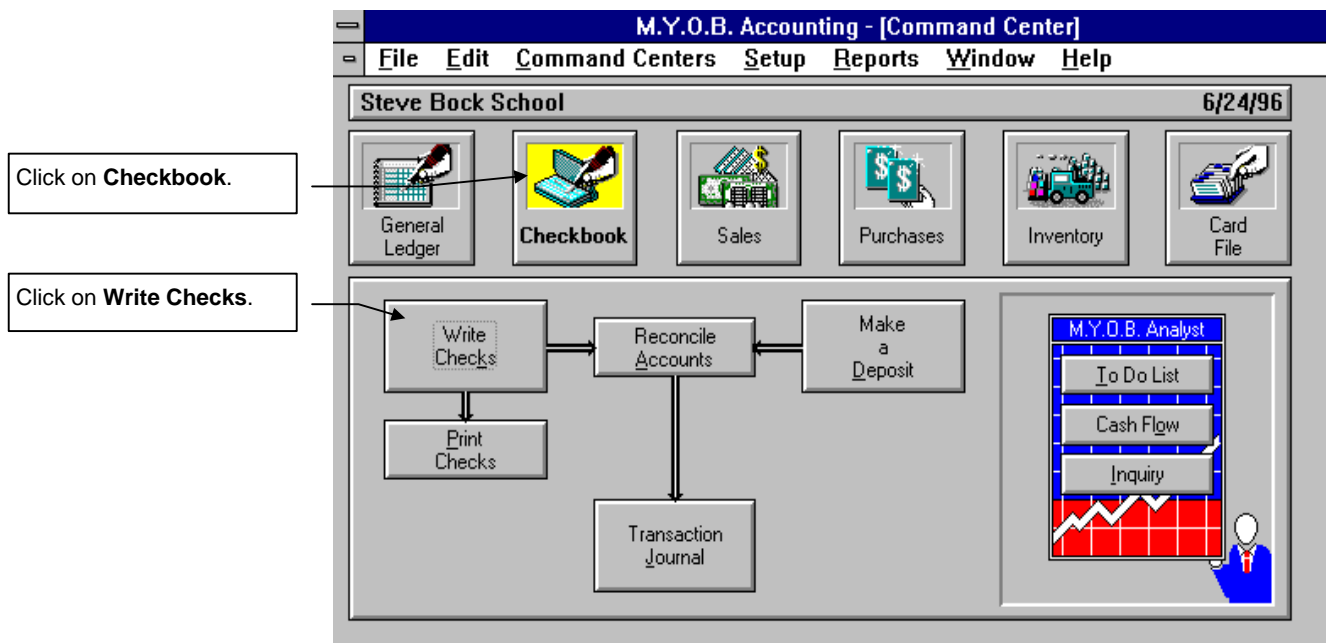 M.Y.O.B. Accounting - [Command Center]
File Edit Command Centers Setup Reports Window Help
Steve Bock School 6/24/96
Click on Checkbook.
General
Ledger
Checkbook
Sales
Purchases
Inventory
Card
File
Click on Write Checks.
Write
Checks
Reconcile
Accounts
Make
a
Deposit
Print
Checks
Transaction
Journal
M.Y.O.B. Analyst
To Do List
Cash Flow
Inquiry